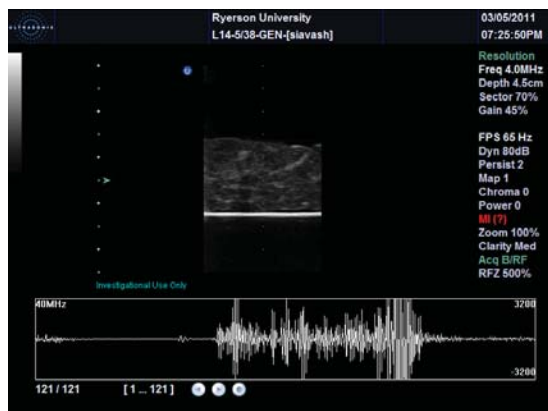 ULTRASONIX
Ryerson University
L14-5/38-GEN-[siavash]
03/05/2011
07:25:50PM
Resolution
Freq 4.0MHz
Depth 4.5cm
Sector 70%
Gain 45%
FPS 65 Hz
Dyn 80dB
Persist 2
Map 1
Chroma 0
Power 0
MI (?)
Zoom 100%
Clarity Med
Acq B/RF
RFZ 500%
Investigational Use Only
40MHz
3200
-3200
121 / 121
[ 1 ... 121 ]